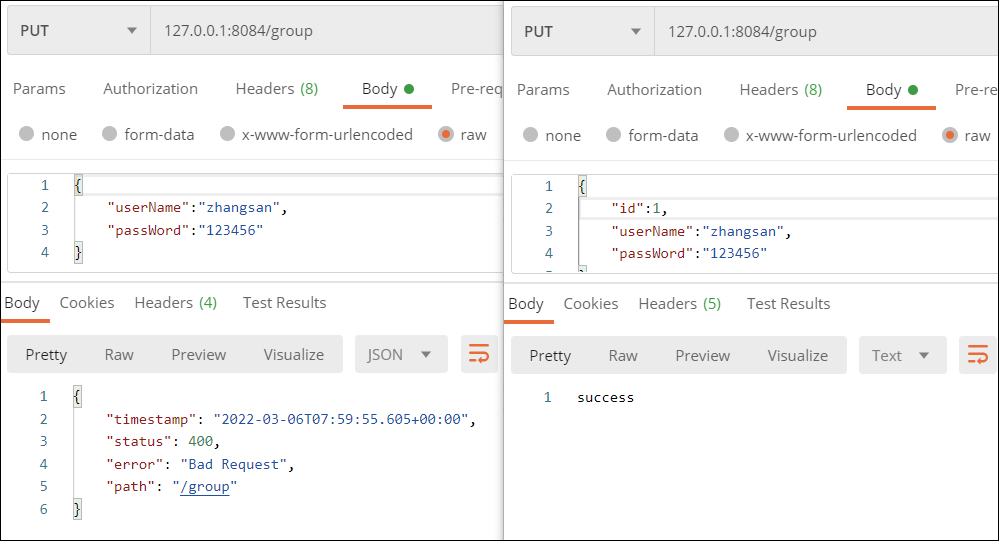 PUT 127.0.0.1:8084/group
Params Authorization Headers (8) Body Pre-req
none form-data x-www-form-urlencoded raw
1 {
2 "userName":"zhangsan",
3 "passWord":"123456"
4 }
Body Cookies Headers (4) Test Results
Pretty Raw Preview Visualize JSON
1 {
2 "timestamp": "2022-03-06T07:59:55.605+00:00",
3 "status": 400,
4 "error": "Bad Request",
5 "path": "/group"
6 }
PUT 127.0.0.1:8084/group
Params Authorization Headers (8) Body Pre-re
none form-data x-www-form-urlencoded raw
1 {
2 "id":1,
3 "userName":"zhangsan",
4 "passWord":"123456"
Body Cookies Headers (5) Test Results
Pretty Raw Preview Visualize Text
1 success